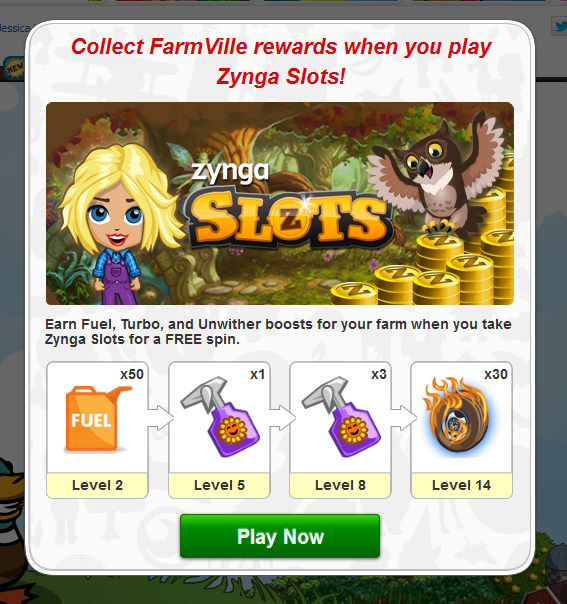 Jessica
NEW
Collect FarmVille rewards when you play
Zynga Slots!
zynga
SLOTS
Earn Fuel, Turbo, and Unwither boosts for your farm when you take
Zynga Slots for a FREE spin.
x50
x1
x3
x30
FUEL
Level 2
Level 5
Level 8
Level 14
Play Now